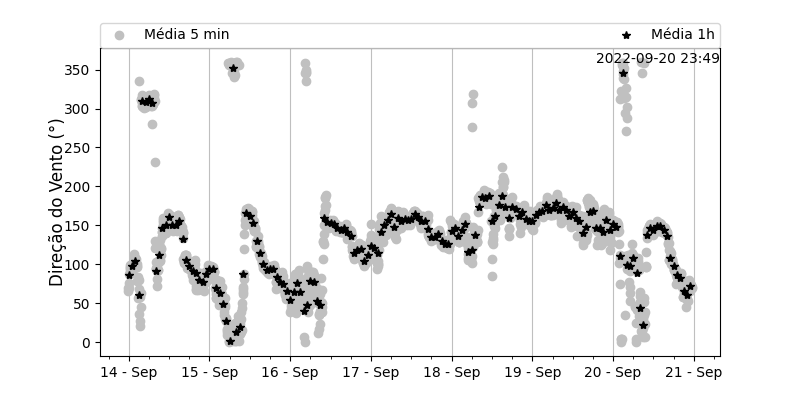 Média 5 min
Média 1h
2022-09-20 23:49
Direção do Vento (°)
350
300
250
200
150
100
50
0
14 - Sep
15 - Sep
16 - Sep
17 - Sep
18 - Sep
19 - Sep
20 - Sep
21 - Sep